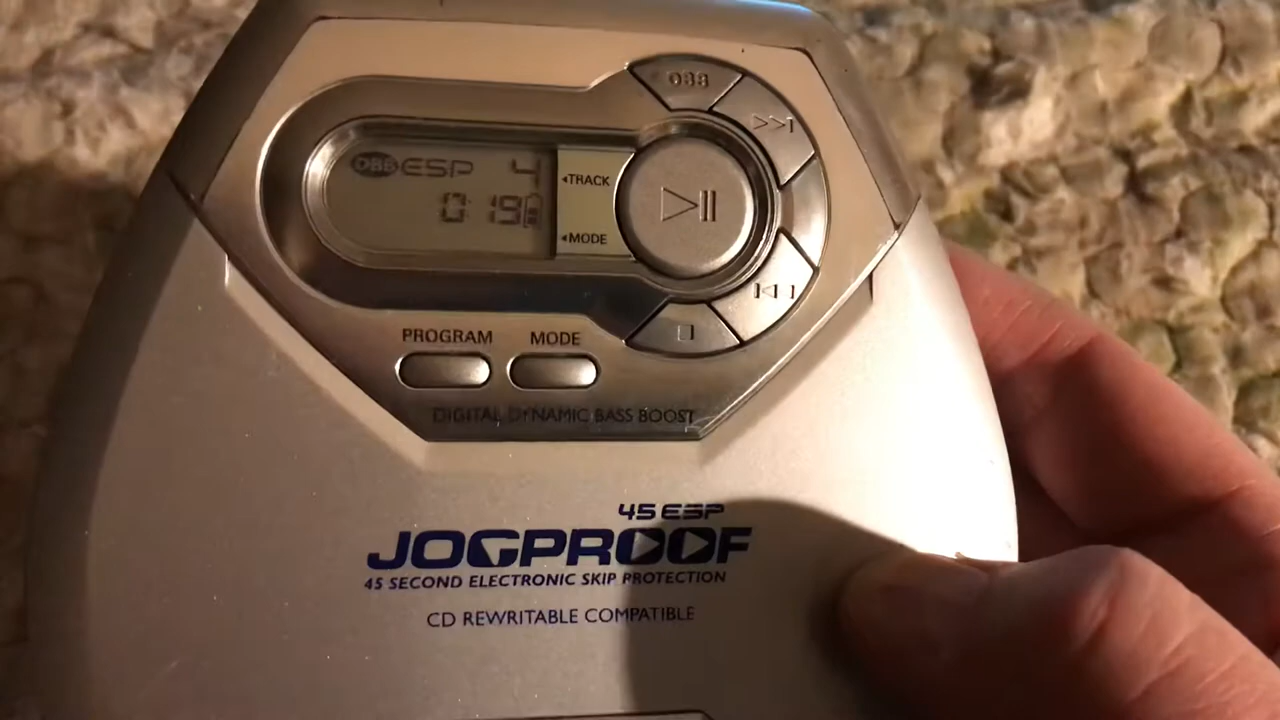 DBB
DBB ESP 4
◂TRACK
0:19
◂MODE
PROGRAM MODE
DIGITAL DYNAMIC BASS BOOST
45 ESP
JOGPROOF
45 SECOND ELECTRONIC SKIP PROTECTION
CD REWRITABLE COMPATIBLE